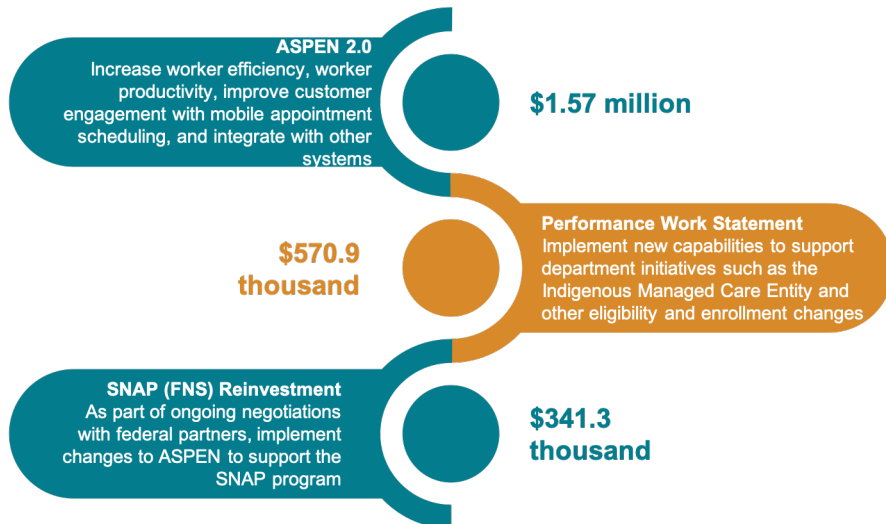 ASPEN 2.0
Increase worker efficiency, worker
productivity, improve customer
engagement with mobile appointment
scheduling, and integrate with other
systems
$1.57 million
$570.9
thousand
Performance Work Statement
Implement new capabilities to support
department initiatives such as the
Indigenous Managed Care Entity and
other eligibility and enrollment changes
SNAP (FNS) Reinvestment
As part of ongoing negotiations
with federal partners, implement
changes to ASPEN to support the
SNAP program
$341.3
thousand